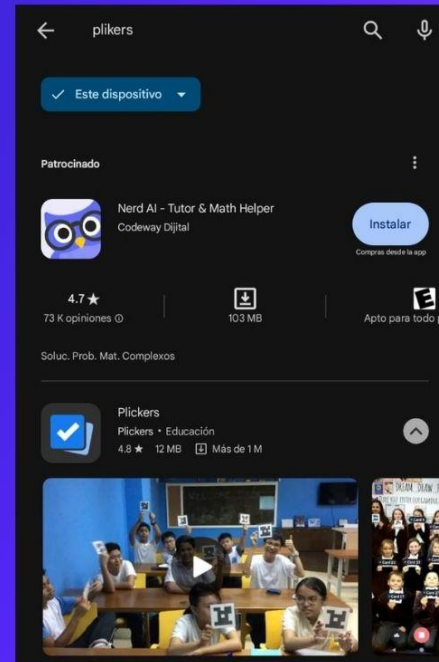 plikers
Este dispositivo
Patrocinado
Nerd AI - Tutor & Math Helper
Codeway Dijital
Instalar
Compras desde la app
4.7 ★
73 K opiniones
103 MB
E
Apto para todo
Soluc. Prob. Mat. Complexos
Plickers
Plickers • Educación
4.8 ★ 12 MB Más de 1 M
DREAM DRAW